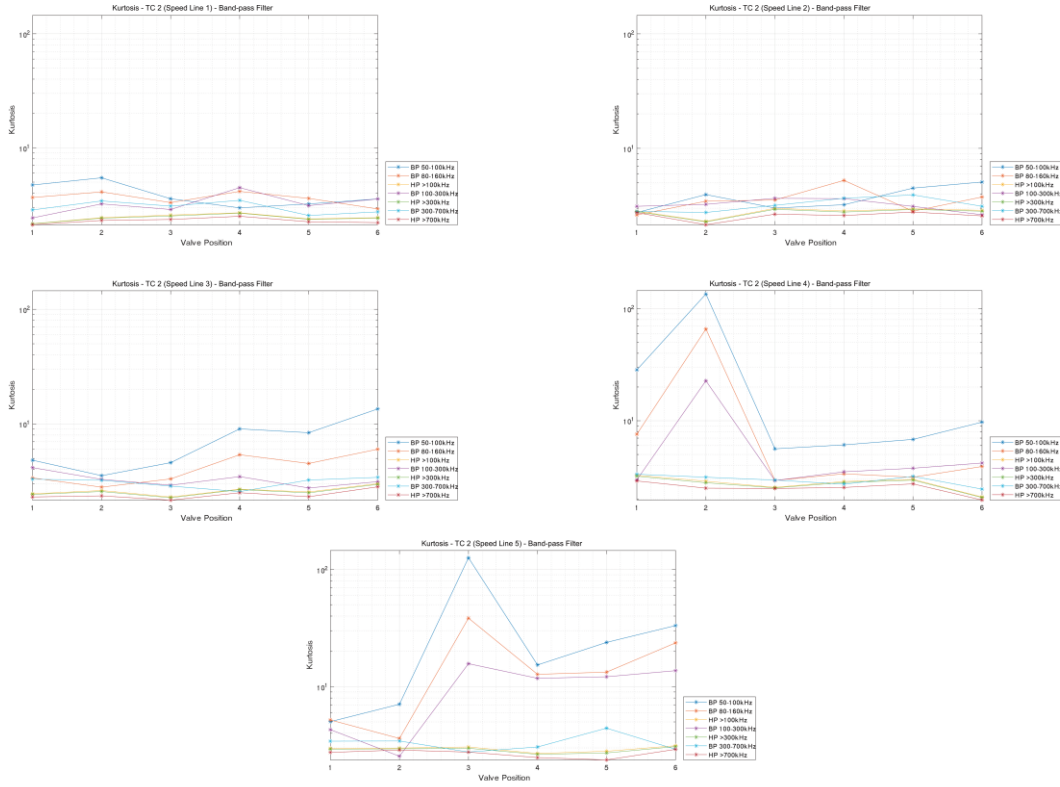 Kurtosis - TC 2 (Speed Line 1) - Band-pass Filter
10²
10¹
Kurtosis
1 2 3 4 5 6
Valve Position
BP 50-100kHz
BP 80-160kHz
HP >100kHz
BP 100-300kHz
HP >300kHz
BP 300-700kHz
HP >700kHz
Kurtosis - TC 2 (Speed Line 2) - Band-pass Filter
10²
10¹
Kurtosis
1 2 3 4 5 6
Valve Position
BP 50-100kHz
BP 80-160kHz
HP >100kHz
BP 100-300kHz
HP >300kHz
BP 300-700kHz
HP >700kHz
Kurtosis - TC 2 (Speed Line 3) - Band-pass Filter
10²
10¹
Kurtosis
1 2 3 4 5 6
Valve Position
BP 50-100kHz
BP 80-160kHz
HP >100kHz
BP 100-300kHz
HP >300kHz
BP 300-700kHz
HP >700kHz
Kurtosis - TC 2 (Speed Line 4) - Band-pass Filter
10²
10¹
Kurtosis
1 2 3 4 5 6
Valve Position
BP 50-100kHz
BP 80-160kHz
HP >100kHz
BP 100-300kHz
HP >300kHz
BP 300-700kHz
HP >700kHz
Kurtosis - TC 2 (Speed Line 5) - Band-pass Filter
10²
10¹
Kurtosis
1 2 3 4 5 6
Valve Position
BP 50-100kHz
BP 80-160kHz
HP >100kHz
BP 100-300kHz
HP >300kHz
BP 300-700kHz
HP >700kHz